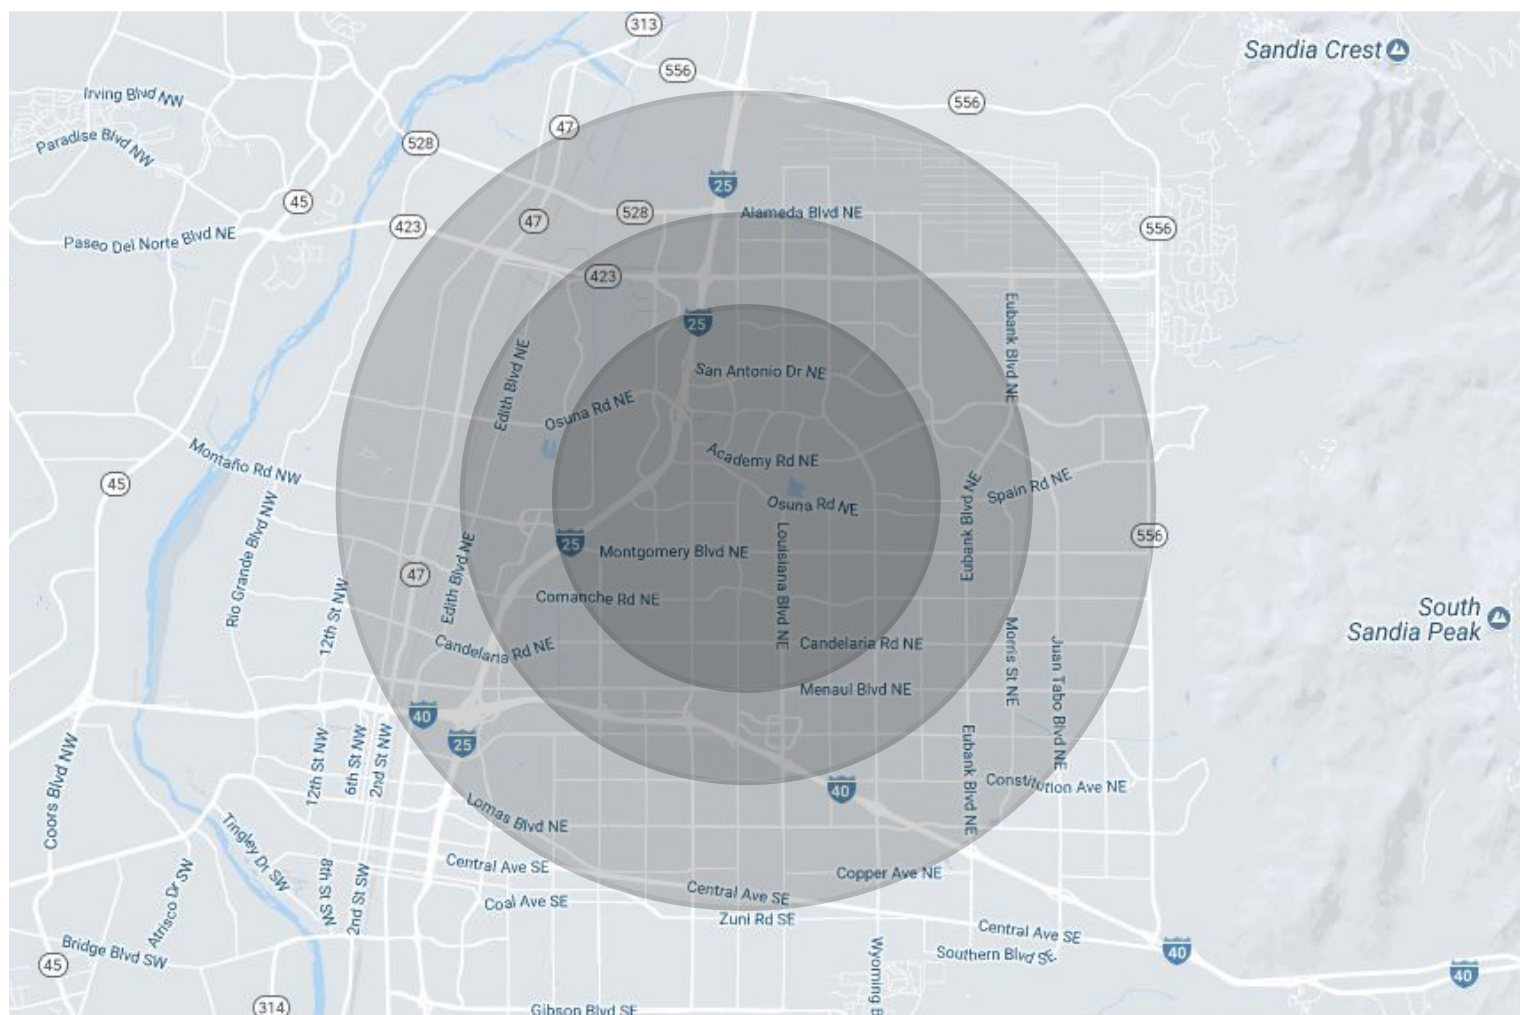 313
Sandia Crest
556
Irving Blvd NW
556
47
Paradise Blvd NW
528
25
45
528
Alameda Blvd NE
47
423
556
Paseo Del Norte Blvd NE
423
25
Eubank Blvd NE
San Antonio Dr NE
Edith Blvd NE
Osuna Rd NE
Montaño Rd NW
Academy Rd NE
45
Spain Rd NE
Osuna Rd NE
Eubank Blvd NE
Rio Grande Blvd NW
25
556
Montgomery Blvd NE
Louisiana Blvd NE
47
Edith Blvd NE
Comanche Rd NE
South
Sandia Peak
12th St NW
Candelaria Rd NE
Candelaria Rd NE
Morris St NE
Juan Tabo Blvd NE
Menaul Blvd NE
40
25
12th St NW
6th St NW
2nd St NW
Eubank Blvd NE
Coors Blvd NW
40
Constitution Ave NE
Lomas Blvd NE
Tingley Dr SW
Central Ave SE
Copper Ave NE
8th St NW
2nd St SW
Atrisco Dr SW
Central Ave SE
Coal Ave SE
Zuni Rd SE
Central Ave SE
Bridge Blvd SW
Southern Blvd SE
40
45
Wyoming B
40
314
Gibson Blvd SE